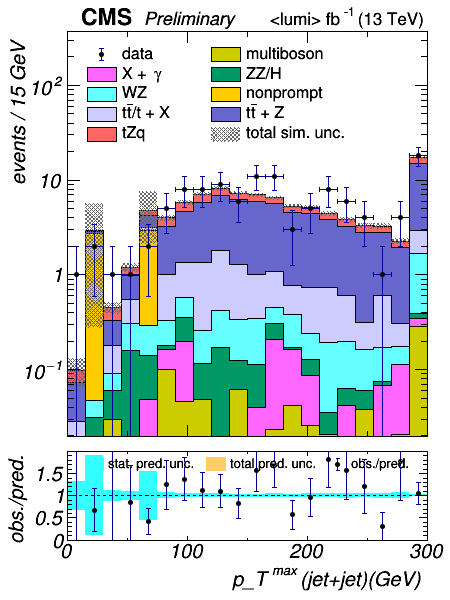 CMS Preliminary <lumi> fb⁻¹ (13 TeV)
events / 15 GeV
data
multiboson
X + γ
ZZ/H
WZ
nonprompt
tt̄/t + X
tt̄ + Z
tZq
total sim. unc.
10²
10
1
10⁻¹
obs./pred.
stat. pred. unc. total pred. unc. obs./pred.
1.5
1
0.5
0
0 100 200 300
p_T^max (jet+jet)(GeV)